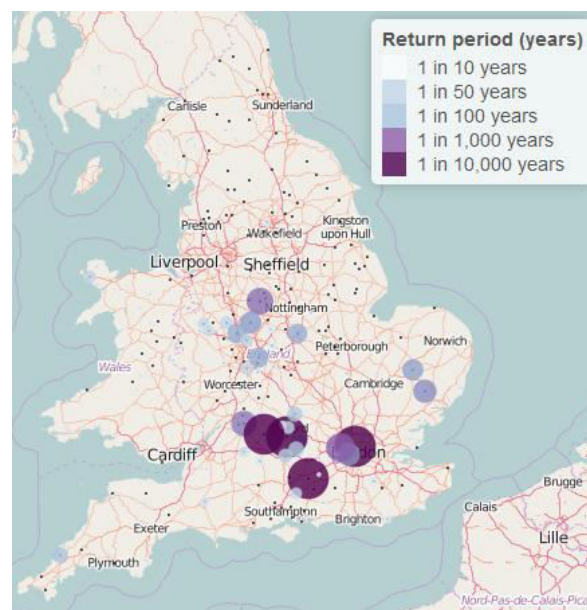 Return period (years)
1 in 10 years
1 in 50 years
1 in 100 years
1 in 1,000 years
1 in 10,000 years
Carlisle
Sunderland
Preston
Wakefield
Kingston
upon Hull
Liverpool
Sheffield
Nottingham
Norwich
Peterborough
England
Wales
Worcester
Cambridge
Cardiff
Southampton
Brighton
Calais
Brugge
Exeter
Lille
Plymouth
Nord-Pas-de-Calais-Pica